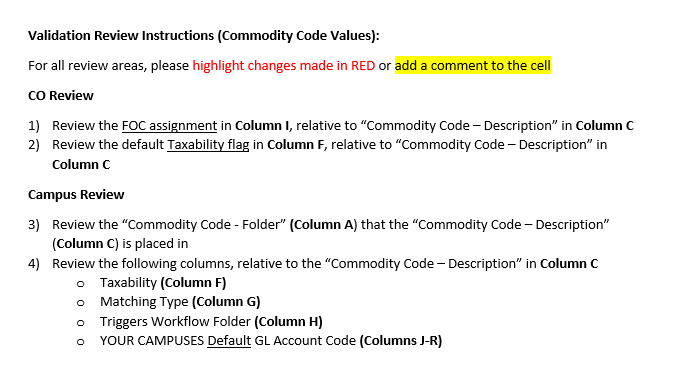 Validation Review Instructions (Commodity Code Values):
For all review areas, please highlight changes made in RED or add a comment to the cell
CO Review
1) Review the FOC assignment in Column I, relative to “Commodity Code – Description” in Column C
2) Review the default Taxability flag in Column F, relative to “Commodity Code – Description” in
Column C
Campus Review
3) Review the “Commodity Code - Folder” (Column A) that the “Commodity Code – Description”
(Column C) is placed in
4) Review the following columns, relative to the “Commodity Code – Description” in Column C
o Taxability (Column F)
o Matching Type (Column G)
o Triggers Workflow Folder (Column H)
o YOUR CAMPUSES Default GL Account Code (Columns J-R)